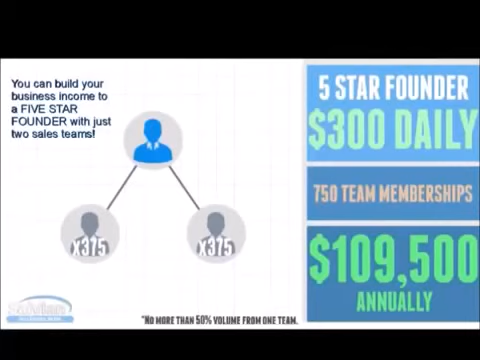 You can build your
business income to
a FIVE STAR
FOUNDER with just
two sales teams!
5 STAR FOUNDER
$300 DAILY
750 TEAM MEMBERSHIPS
X375
X375
$109,500
ANNUALLY
*NO MORE THAN 50% VOLUME FROM ONE TEAM.